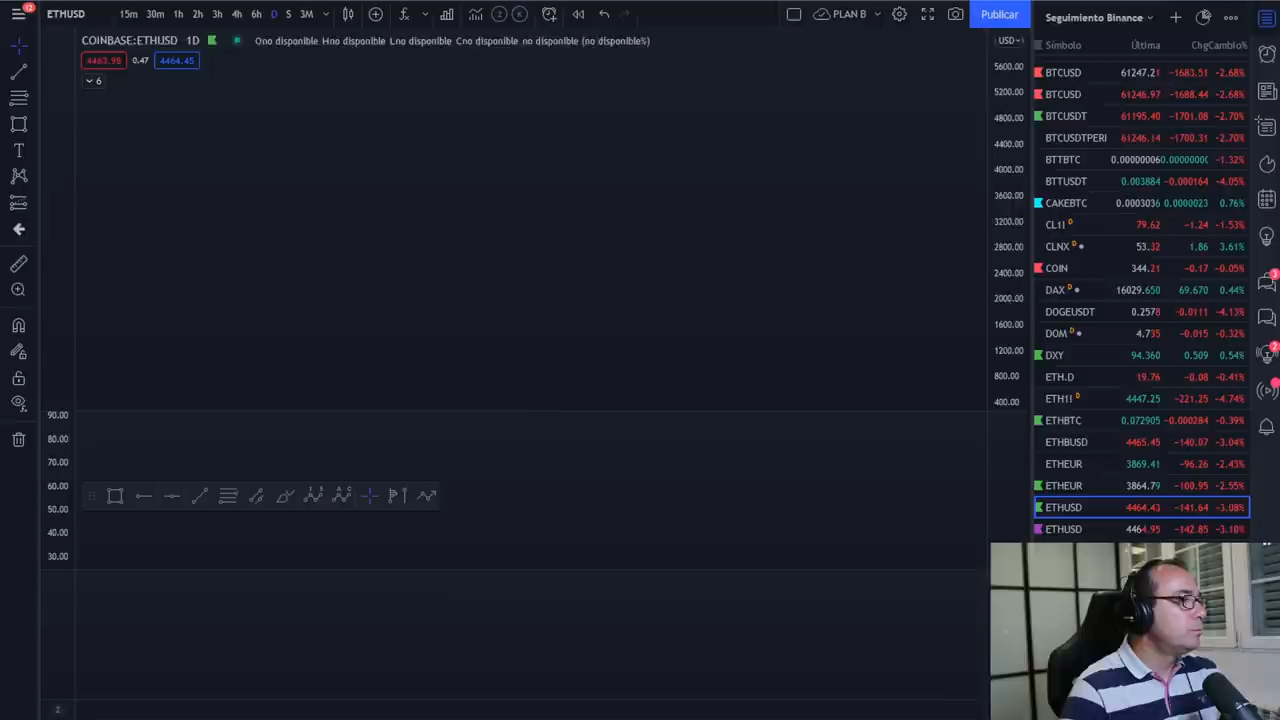 12
ETHUSD 15m 30m 1h 2h 3h 4h 6h D S 3M 2 K PLAN B Publicar
COINBASE:ETHUSD 1D Ono disponible Hno disponible Lno disponible Cno disponible no disponible (no disponible%)
4463.98 0.47 4464.45
6
USD
5600.00
5200.00
4800.00
4400.00
4000.00
3600.00
3200.00
2800.00
2400.00
2000.00
1600.00
1200.00
800.00
400.00
90.00
80.00
70.00
60.00
50.00
40.00
30.00
Z
Seguimiento Binance
Símbolo Última Chg Cambio%
BTCUSD 61247.21 -1683.51 -2.68%
BTCUSD 61246.97 -1688.44 -2.68%
BTCUSDT 61195.40 -1701.08 -2.70%
BTCUSDTPERI 61246.14 -1700.31 -2.70%
BTTBTC 0.00000006 0.0000000 -1.32%
BTTUSDT 0.003884 -0.000164 -4.05%
CAKEBTC 0.0003036 0.0000023 0.76%
CL1! D 79.62 -1.24 -1.53%
CLNX D 53.32 1.86 3.61%
COIN 344.21 -0.17 -0.05%
DAX D 16029.650 69.670 0.44%
DOGEUSDT 0.2578 -0.0111 -4.13%
DOM D 4.735 -0.015 -0.32%
DXY 94.360 0.509 0.54%
ETH.D 19.76 -0.08 -0.41%
ETH1! D 4447.25 -221.25 -4.74%
ETHBTC 0.072905 -0.000284 -0.39%
ETHBUSD 4465.45 -140.07 -3.04%
ETHEUR 3869.41 -96.26 -2.43%
ETHEUR 3864.79 -100.95 -2.55%
ETHUSD 4464.43 -141.64 -3.08%
ETHUSD 4464.95 -142.85 -3.10%
3
2